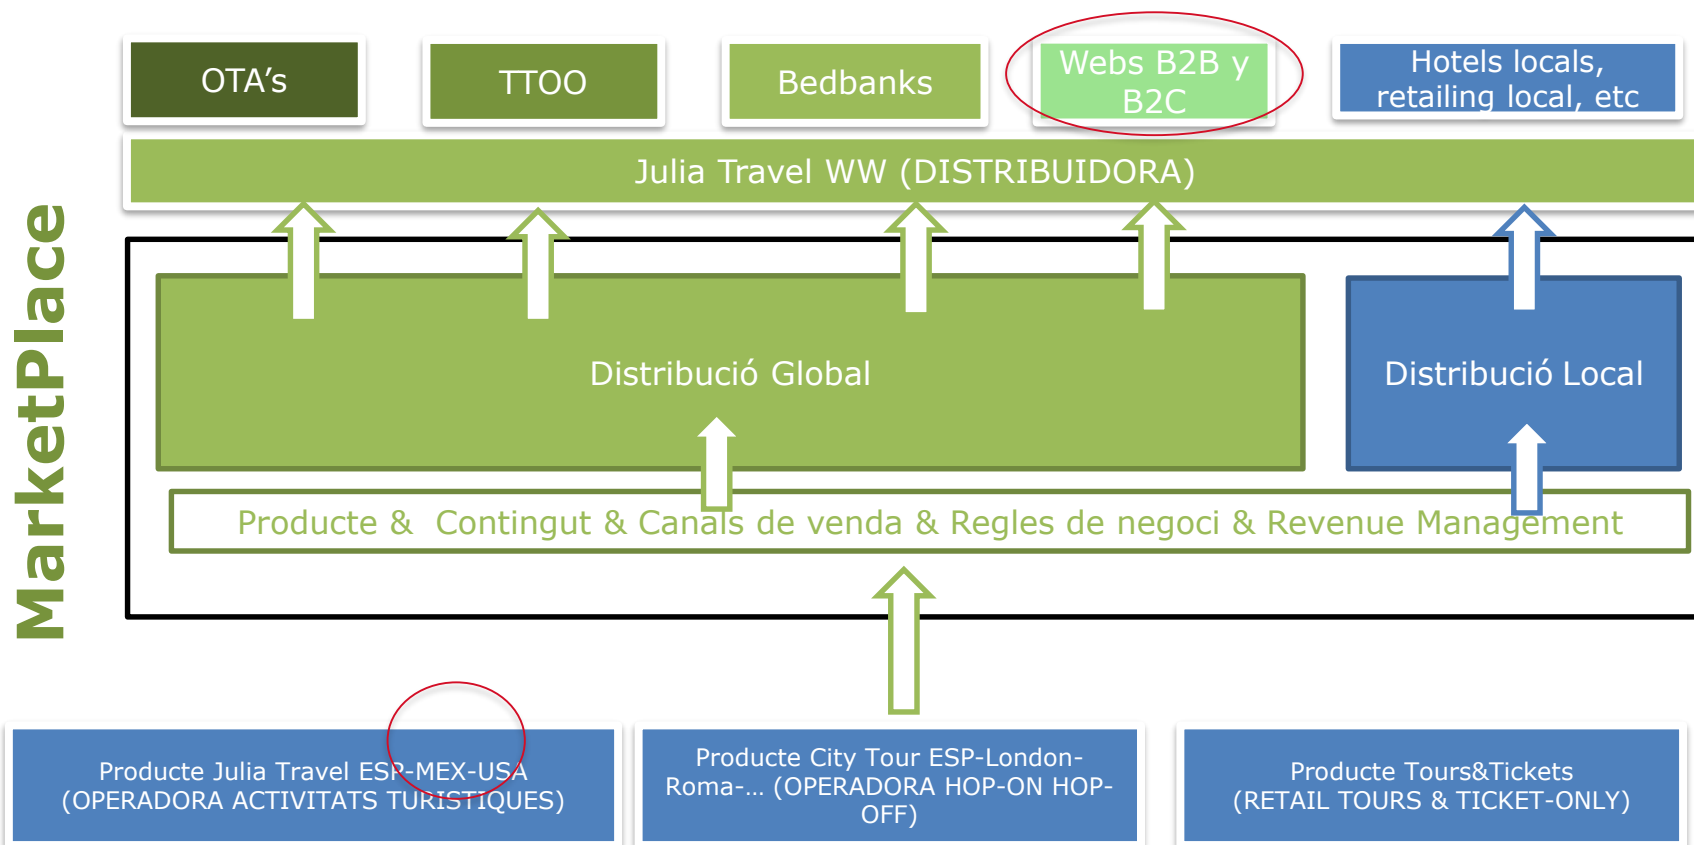 OTA’s
TTOO
Bedbanks
Webs B2B y
B2C
Hotels locals,
retailing local, etc
Julia Travel WW (DISTRIBUIDORA)
MarketPlace
Distribució Global
Distribució Local
Producte &  Contingut & Canals de venda & Regles de negoci & Revenue Management
Producte Julia Travel ESP-MEX-USA
(OPERADORA ACTIVITATS TURISTIQUES)
Producte City Tour ESP-London-
Roma-… (OPERADORA HOP-ON HOP-
OFF)
Producte Tours&Tickets
(RETAIL TOURS & TICKET-ONLY)